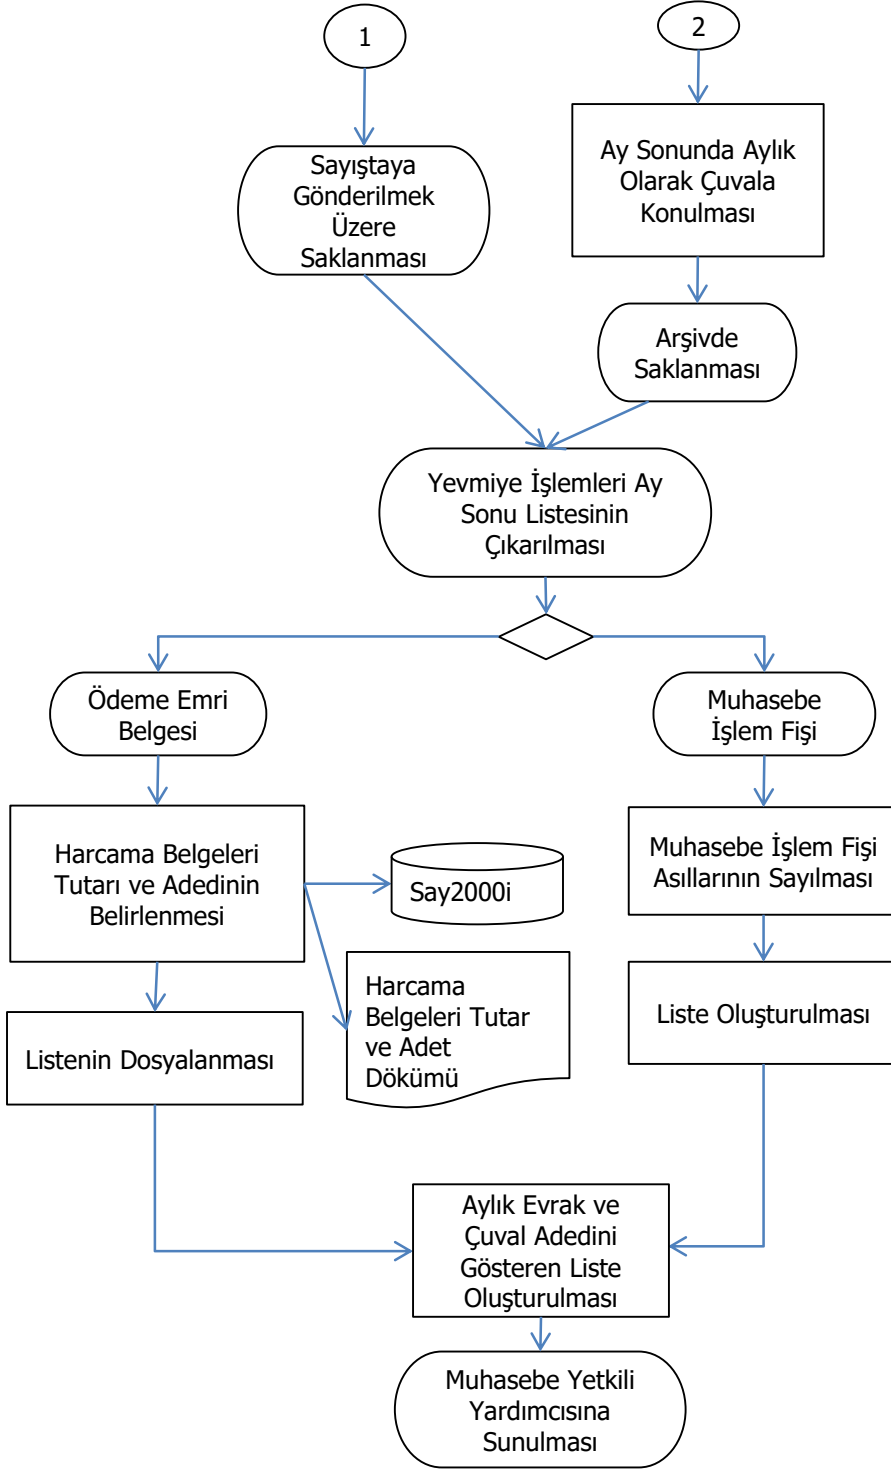 1
2
Sayıştaya
Gönderilmek
Üzere
Saklanması
Ay Sonunda Aylık
Olarak Çuvala
Konulması
Arşivde
Saklanması
Yevmiye İşlemleri Ay
Sonu Listesinin
Çıkarılması
Ödeme Emri
Belgesi
Muhasebe
İşlem Fişi
Harcama Belgeleri
Tutarı ve Adedinin
Belirlenmesi
Say2000i
Muhasebe İşlem Fişi
Asıllarının Sayılması
Harcama
Belgeleri Tutar
ve Adet
Dökümü
Listenin Dosyalanması
Liste Oluşturulması
Aylık Evrak ve
Çuval Adedini
Gösteren Liste
Oluşturulması
Muhasebe Yetkili
Yardımcısına
Sunulması